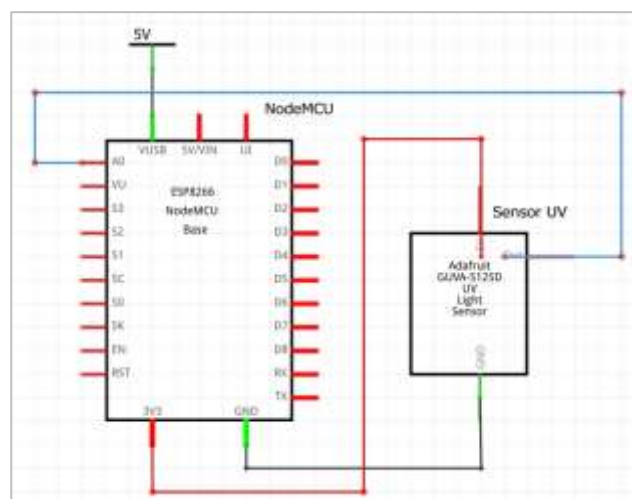 5V
NodeMCU
VUSB 5V/VIN
A0
D0
VU
D1
S3
D2
S2
D3
S1
D4
SC
D5
S0
D6
SK
D7
EN
D8
RST
RX
TX
ESP8266
NodeMCU
Base
3V3
GND
Sensor UV
Adafruit
GUVA-S12SD
UV
Light
Sensor
GND